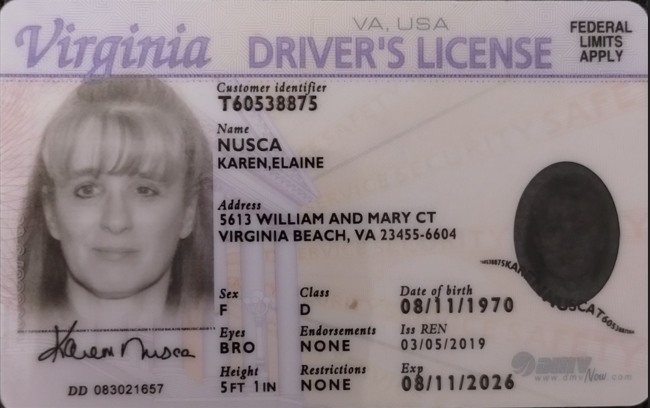 Virginia
VA, USA
DRIVER'S LICENSE
FEDERAL
LIMITS
APPLY
Customer identifier
T60538875
Name
NUSCA
KAREN,ELAINE
Address
5613 WILLIAM AND MARY CT
VIRGINIA BEACH, VA 23455-6604
Sex Class Date of birth
F D 08/11/1970
Eyes Endorsements Iss REN
BRO NONE 03/05/2019
Height Restrictions Exp
5FT 1IN NONE 08/11/2026
Karen Nusca
DD 083021657
DMV
www.dmvNow.com